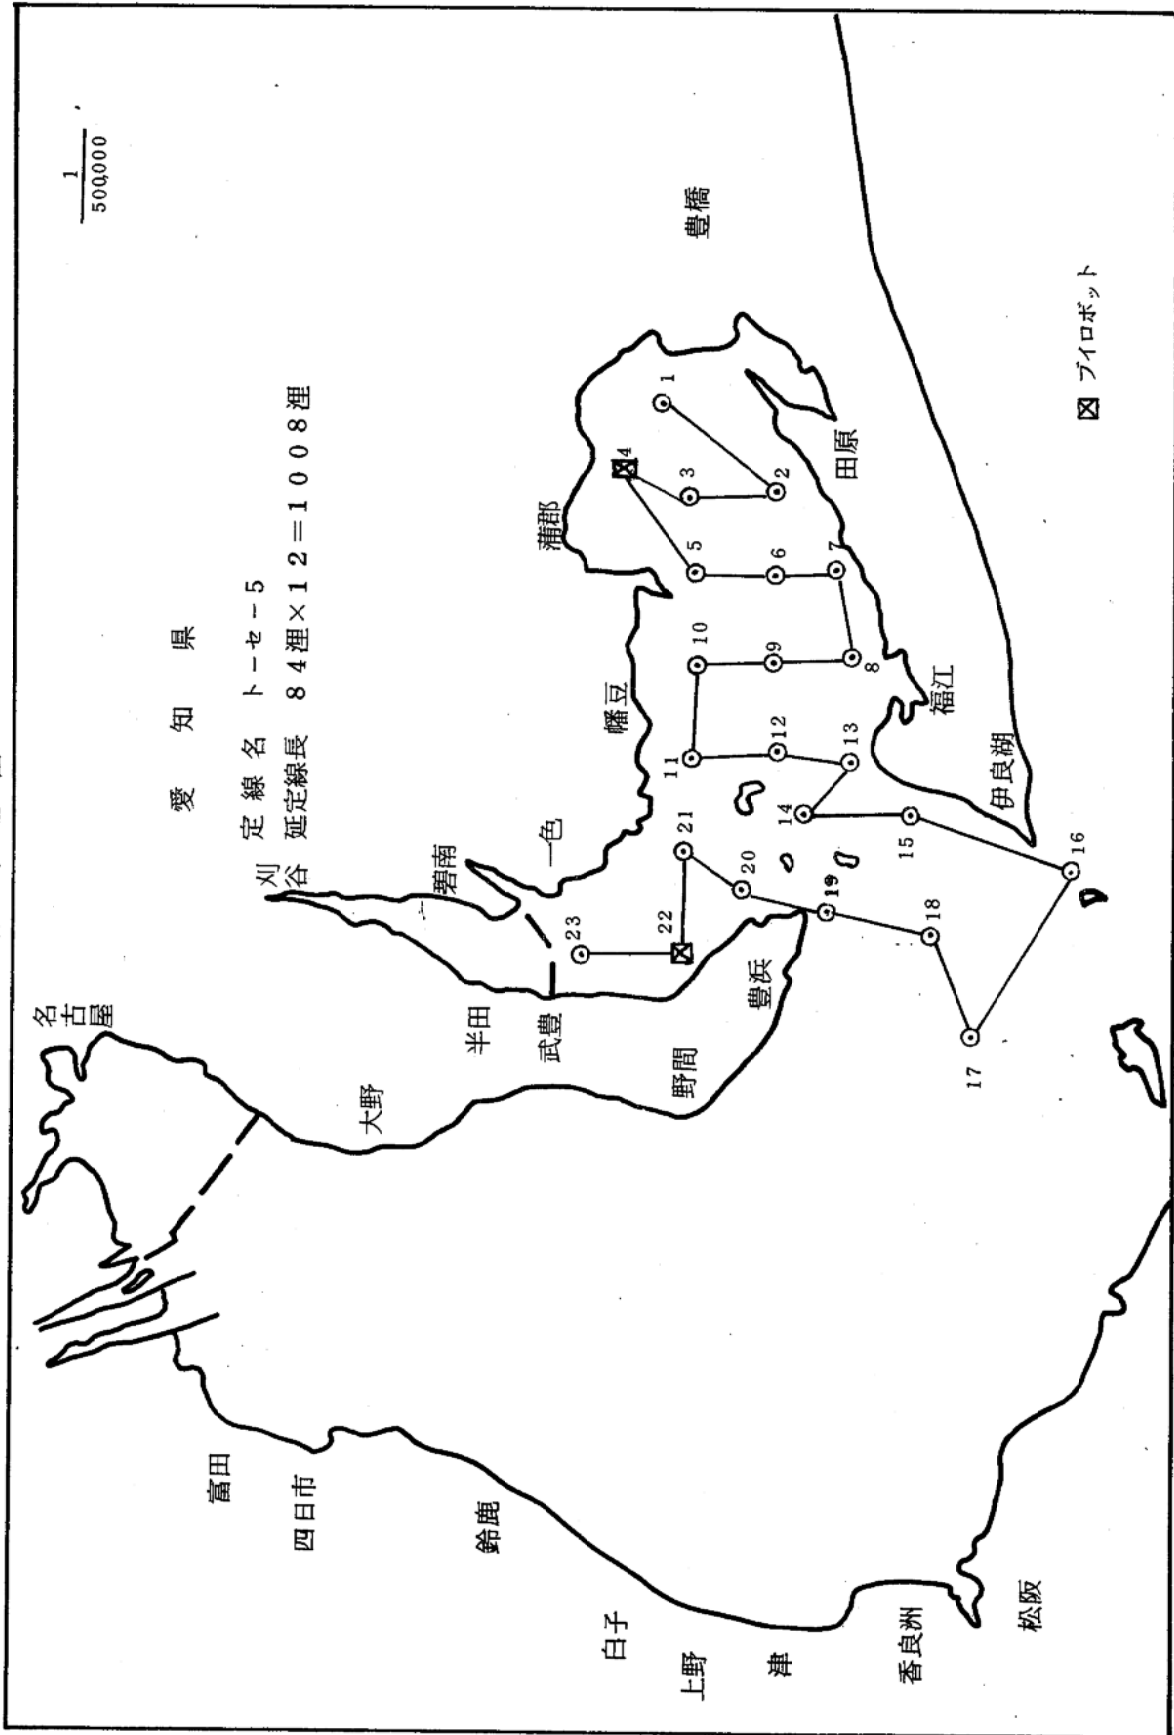 愛知県
定線名 トーセ-5
延定線長 84浬×12=1008浬
1
500,000
名古屋
刈谷
碧南
一色
半田
武豊
大野
野間
豊浜
幡豆
蒲郡
豊橋
田原
福江
伊良湖
富田
四日市
鈴鹿
白子
上野
津
香良洲
松阪
1
2
3
4
5
6
7
8
9
10
11
12
13
14
15
16
17
18
19
20
21
22
23
ブイロボット